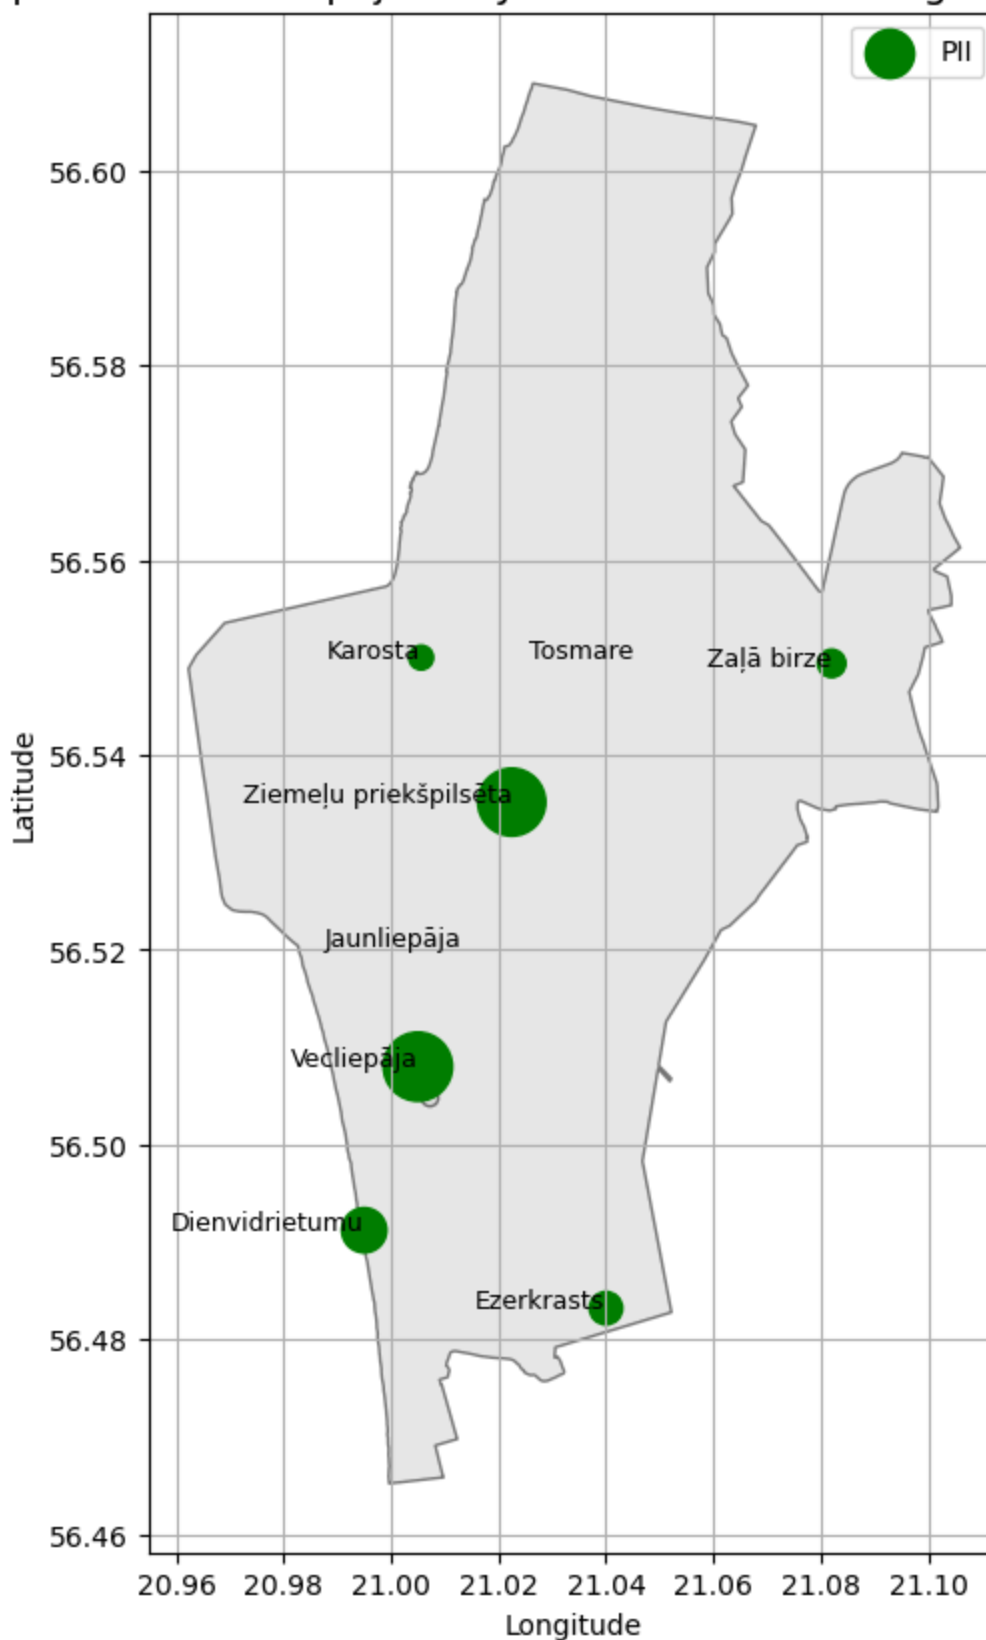 PII
56.60
56.58
56.56
Karosta
Tosmare
Zaļā birze
56.54
Ziemeļu priekšpilsēta
Latitude
Jaunliepāja
56.52
Vecliepāja
56.50
Dienvidrietumu
Ezerkrasts
56.48
56.46
20.96 20.98 21.00 21.02 21.04 21.06 21.08 21.10
Longitude